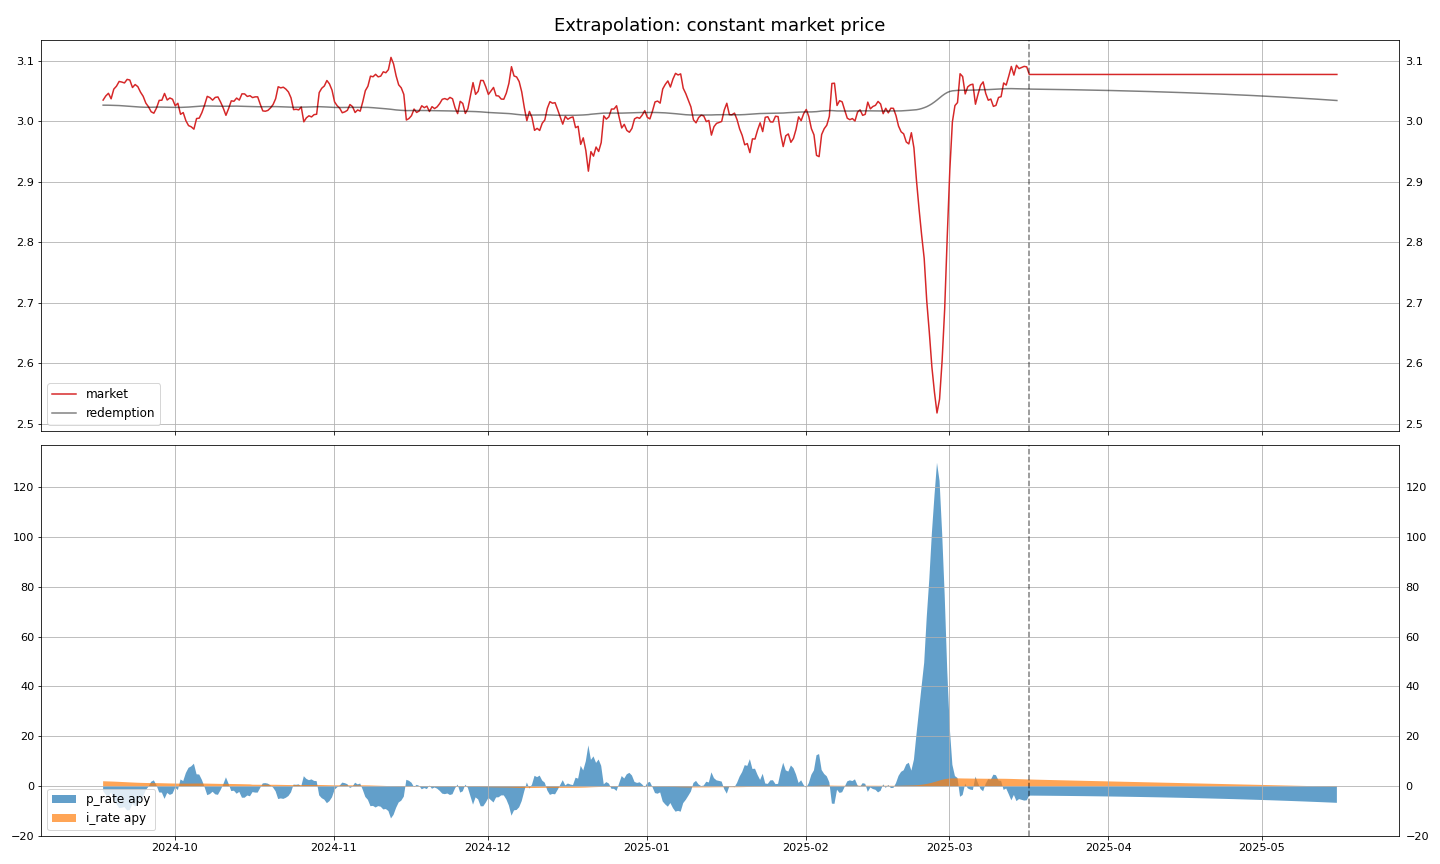 Extrapolation: constant market price
3.1 3.1
3.0 3.0
2.9 2.9
2.8 2.8
2.7 2.7
2.6 2.6
2.5 2.5
market
redemption
120 120
100 100
80 80
60 60
40 40
20 20
0 0
−20 −20
p_rate apy
i_rate apy
2024-10 2024-11 2024-12 2025-01 2025-02 2025-03 2025-04 2025-05